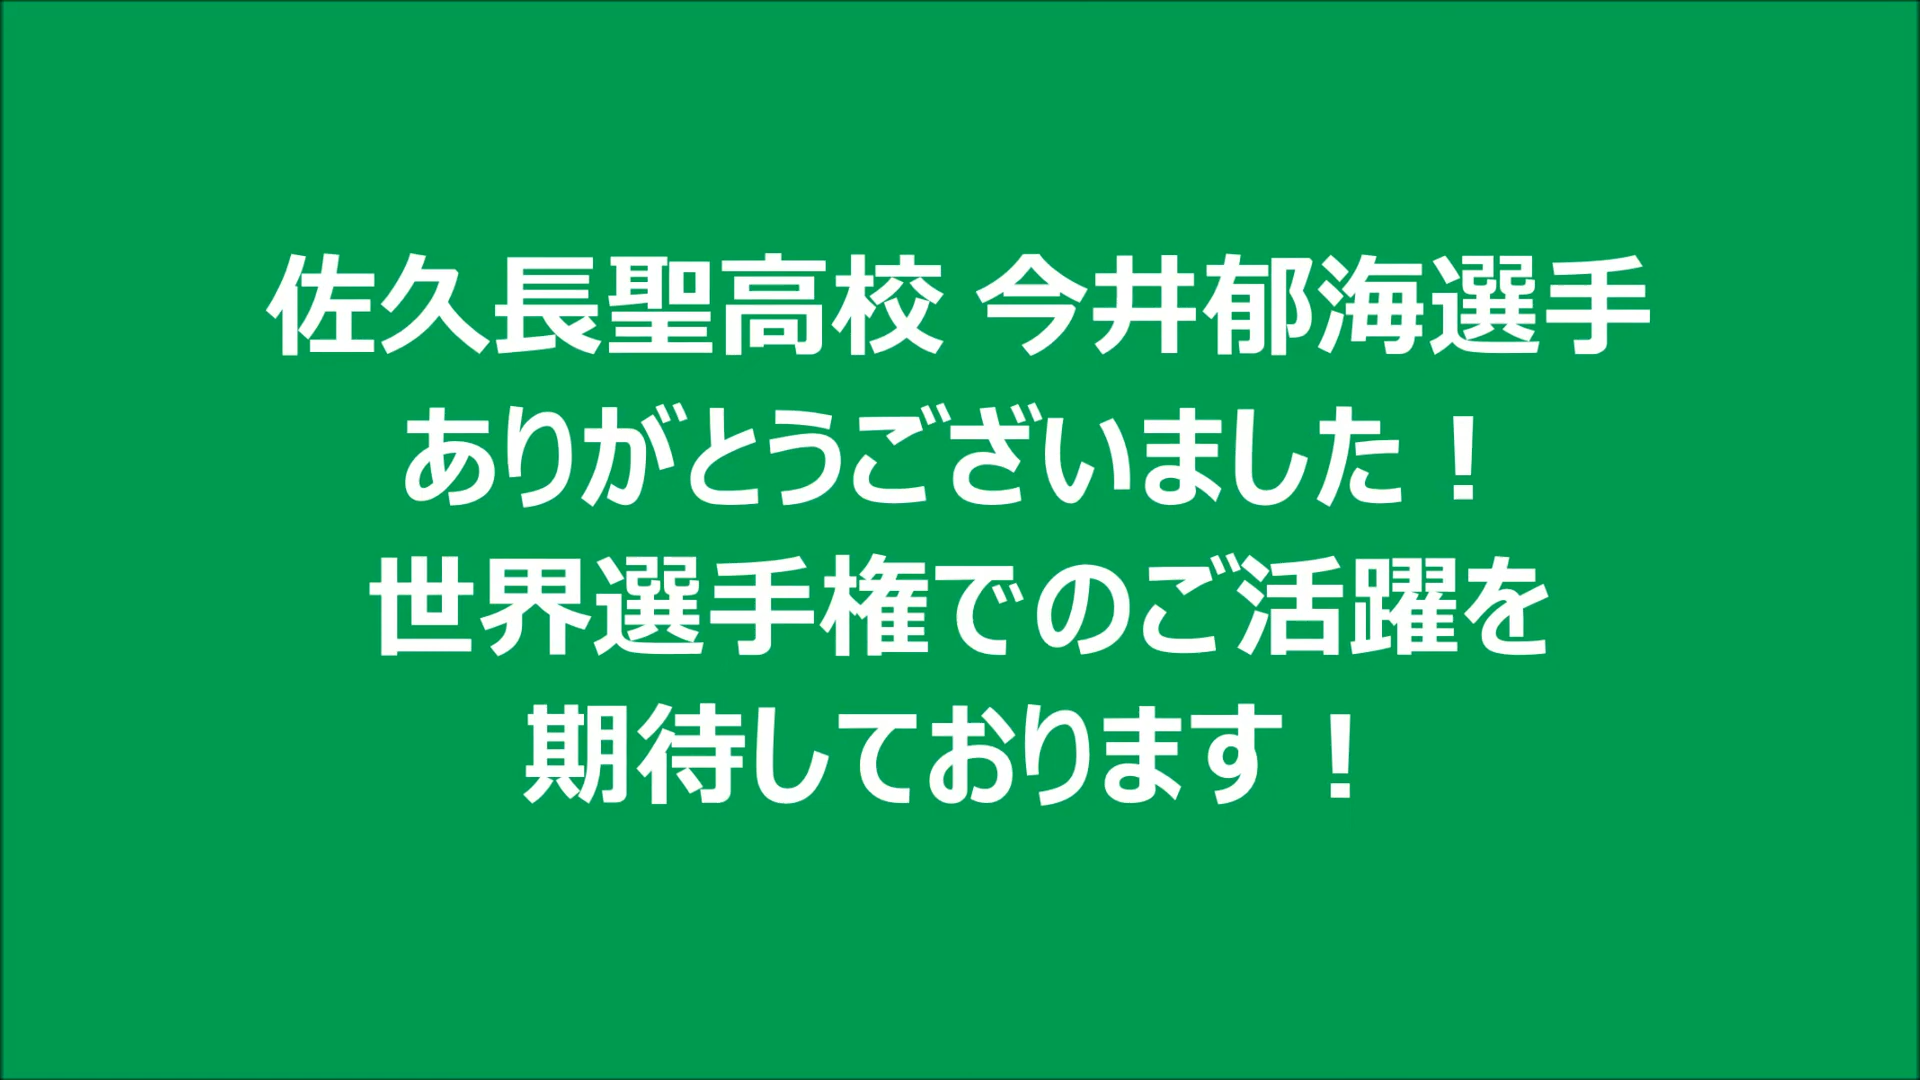 佐久長聖高校 今井郁海選手
ありがとうございました！
世界選手権でのご活躍を
期待しております！